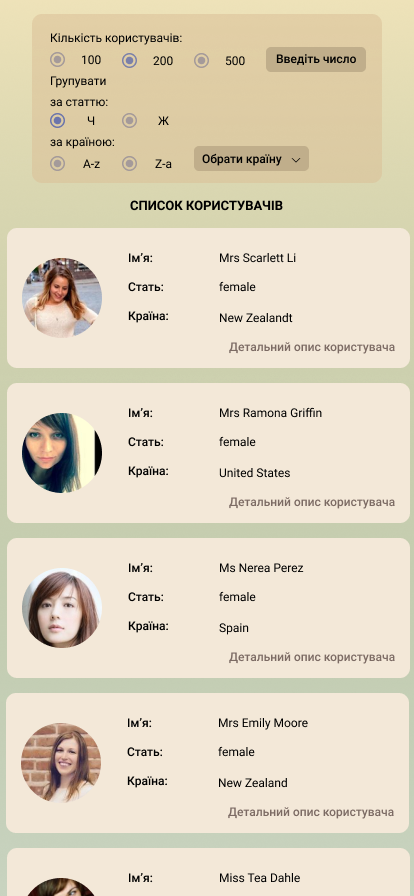 Кількість користувачів:
100 200 500 Введіть число
Групувати
за статтю:
Ч Ж
за країною:
A-z Z-a Обрати країну
СПИСОК КОРИСТУВАЧІВ
Ім’я: Mrs Scarlett Li
Стать: female
Країна: New Zealandt
Детальний опис користувача
Ім’я: Mrs Ramona Griffin
Стать: female
Країна: United States
Детальний опис користувача
Ім’я: Ms Nerea Perez
Стать: female
Країна: Spain
Детальний опис користувача
Ім’я: Mrs Emily Moore
Стать: female
Країна: New Zealand
Детальний опис користувача
Ім’я: Miss Tea Dahle